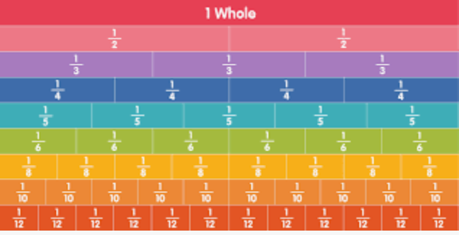 1 Whole
1/2 1/2
1/3 1/3 1/3
1/4 1/4 1/4 1/4
1/5 1/5 1/5 1/5 1/5
1/6 1/6 1/6 1/6 1/6 1/6
1/8 1/8 1/8 1/8 1/8 1/8 1/8 1/8
1/10 1/10 1/10 1/10 1/10 1/10 1/10 1/10 1/10 1/10
1/12 1/12 1/12 1/12 1/12 1/12 1/12 1/12 1/12 1/12 1/12 1/12